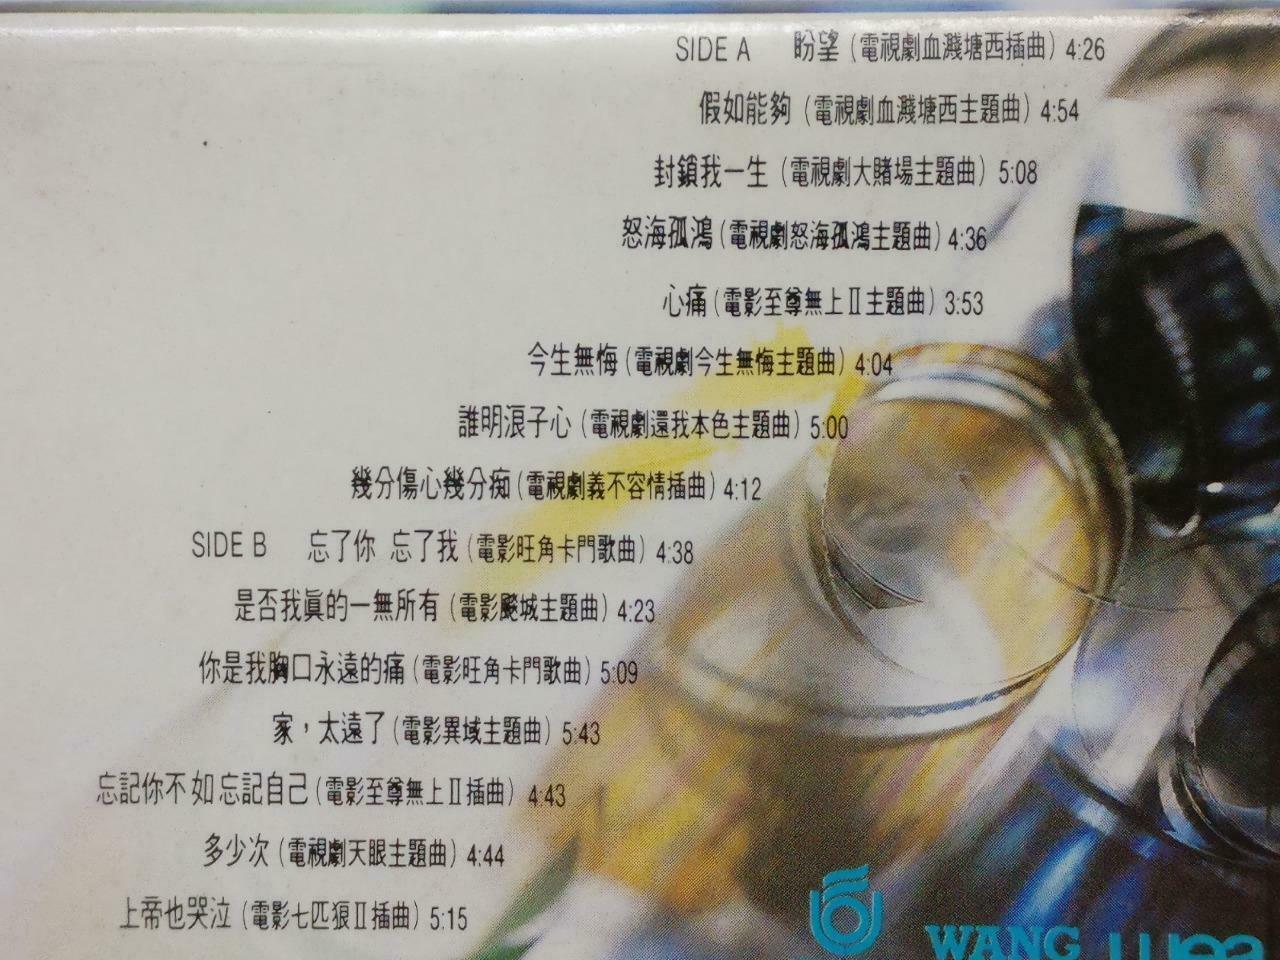 SIDE A 盼望 (電視劇血濺塘西插曲) 4:26
假如能夠 (電視劇血濺塘西主題曲) 4:54
封鎖我一生 (電視劇大賭場主題曲) 5:08
怒海孤鴻 (電視劇怒海孤鴻主題曲) 4:36
心痛 (電影至尊無上Ⅱ主題曲) 3:53
今生無悔 (電視劇今生無悔主題曲) 4:04
誰明浪子心 (電視劇還我本色主題曲) 5:00
幾分傷心幾分痴 (電視劇義不容情插曲) 4:12
SIDE B 忘了你 忘了我 (電影旺角卡門歌曲) 4:38
是否我眞的一無所有 (電影飈城主題曲) 4:23
你是我胸口永遠的痛 (電影旺角卡門歌曲) 5:09
家，太遠了 (電影異域主題曲) 5:43
忘記你不如忘記自己 (電影至尊無上Ⅱ插曲) 4:43
多少次 (電視劇天眼主題曲) 4:44
上帝也哭泣 (電影七匹狼Ⅱ插曲) 5:15
WANG wea